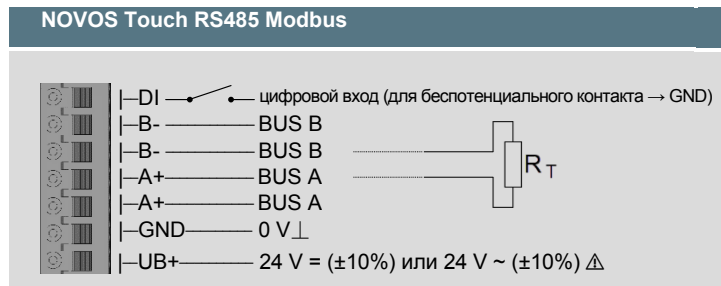 NOVOS Touch RS485 Modbus
DI цифровой вход (для беспотенциального контакта → GND)
B- BUS B
B- BUS B
A+ BUS A
A+ BUS A
GND 0 V⊥
UB+ 24 V = (±10%) или 24 V ~ (±10%) ⚠
R T